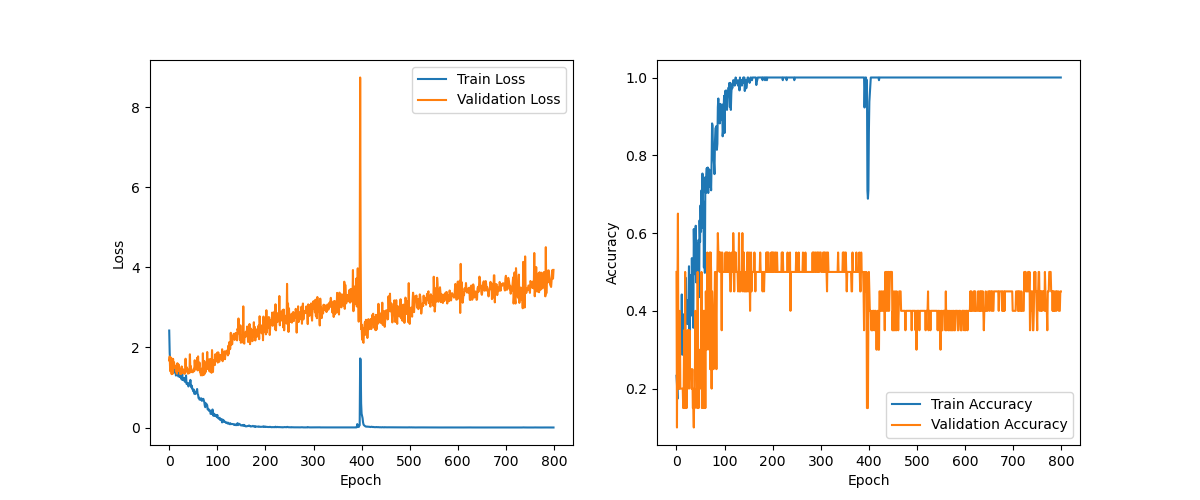 Train Loss
Validation Loss
8
6
4
2
0
Loss
0 100 200 300 400 500 600 700 800
Epoch
1.0
0.8
0.6
0.4
0.2
Accuracy
Train Accuracy
Validation Accuracy
0 100 200 300 400 500 600 700 800
Epoch